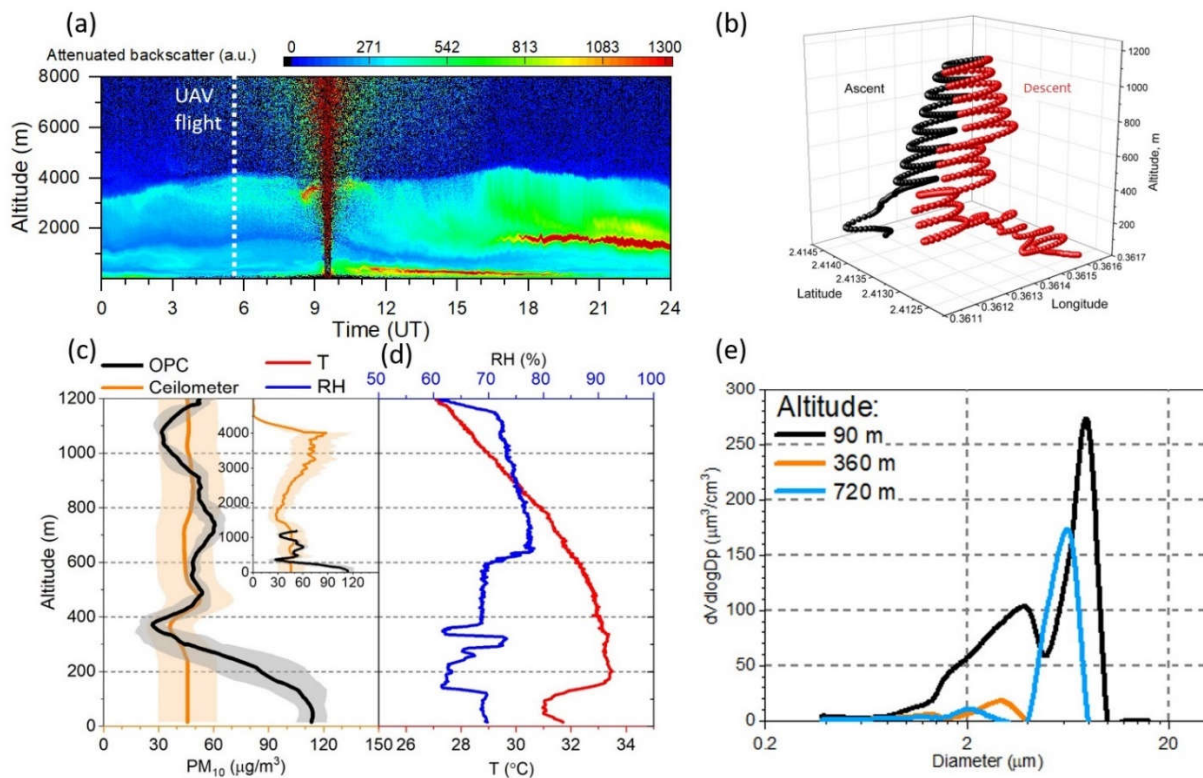 (a)
Attenuated backscatter (a.u.)
0 271 542 813 1083 1300
8000
6000
4000
2000
Altitude (m)
UAV
flight
0 3 6 9 12 15 18 21 24
Time (UT)
(b)
Ascent
Descent
1200
1000
800
600
400
200
Altitude, m
2.4145
2.4140
2.4135
2.4130
2.4125
Latitude
0.3611
0.3612
0.3613
0.3614
0.3616
0.3617
Longitude
(c)
OPC
Ceilometer
1200
1000
800
600
400
200
0
Altitude (m)
4000
3000
2000
1000
0
0 30 60 90 120
0 30 60 90 120 150
PM10 (μg/m³)
(d)
T
RH
RH (%)
50 60 70 80 90 100
26 28 30 32 34
T (°C)
(e)
300
250
200
150
100
50
0
dVdlogDp (μm³/cm³)
Altitude:
90 m
360 m
720 m
0.2 2 20
Diameter (μm)